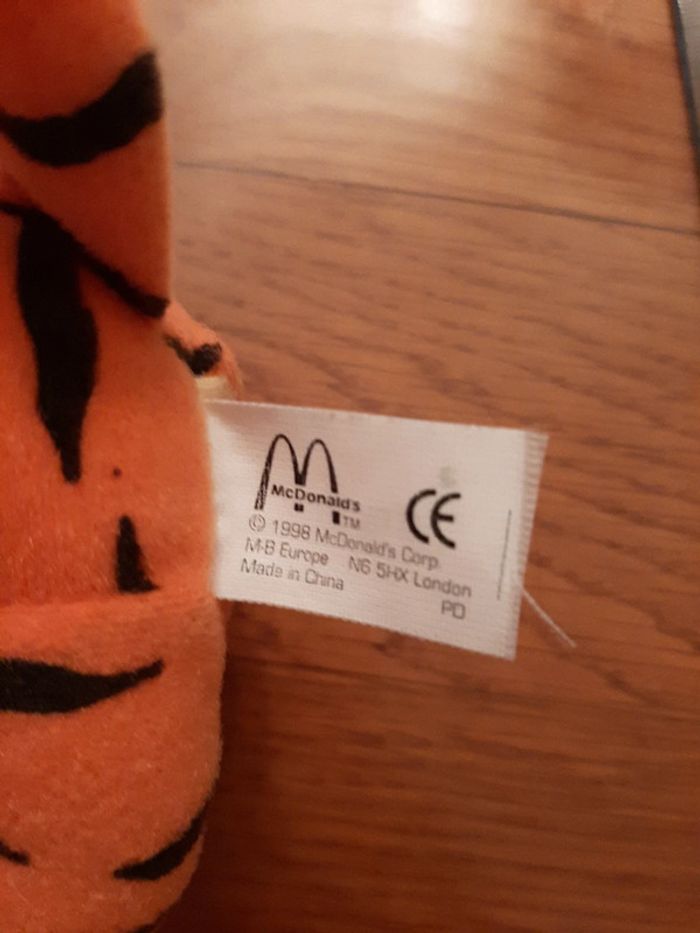 McDonald's
TM
CE
© 1998 McDonald's Corp.
M-B Europe N6 5HX London
Made in China
PD